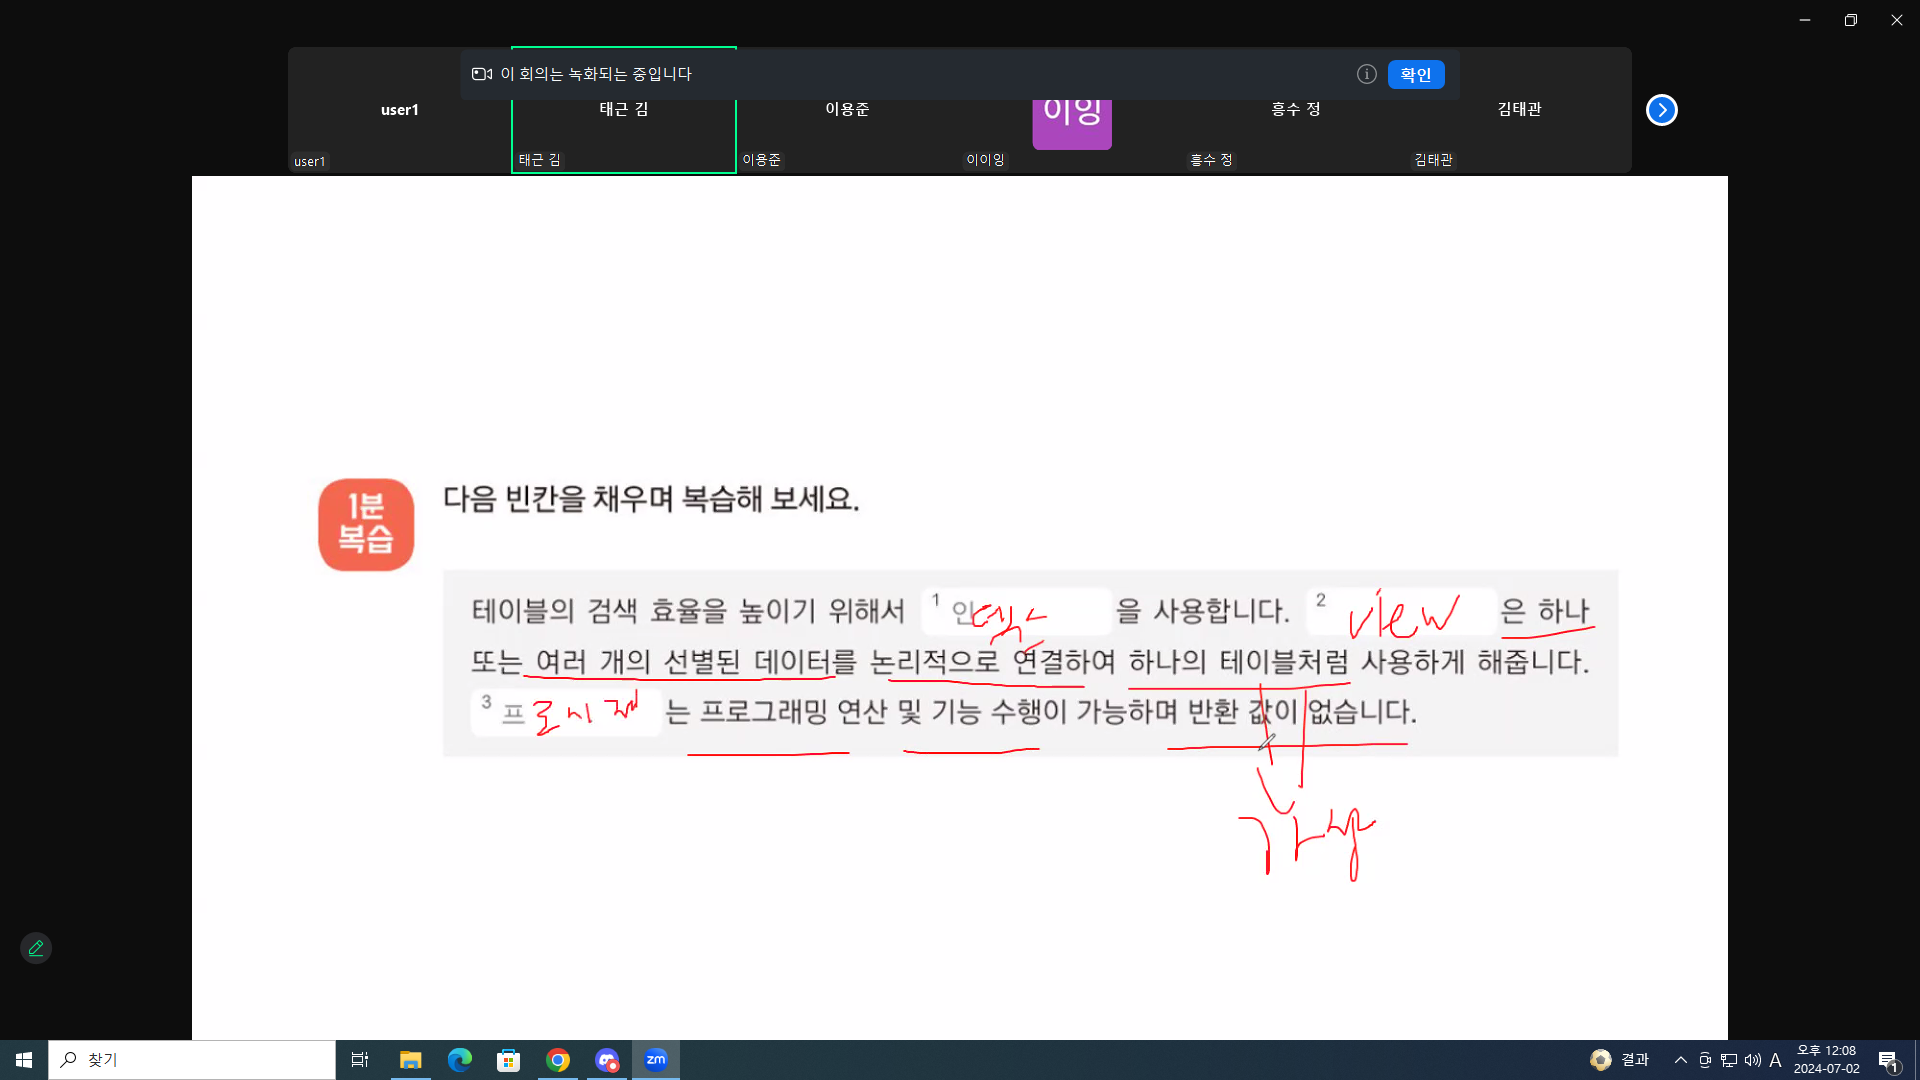 이 회의는 녹화되는 중입니다
확인
user1
태근 김
이용준
이잉
흥수 정
김태관
user1
태근 김
이용준
이이잉
흥수 정
김태관
1분
복습
다음 빈칸을 채우며 복습해 보세요.
테이블의 검색 효율을 높이기 위해서 1 인덱스 을 사용합니다. 2 view 은 하나
또는 여러 개의 선별된 데이터를 논리적으로 연결하여 하나의 테이블처럼 사용하게 해줍니다.
3 프로시저 는 프로그래밍 연산 및 기능 수행이 가능하며 반환 값이 없습니다.
가상
찾기
zm
결과
A
오후 12:08
2024-07-02
1